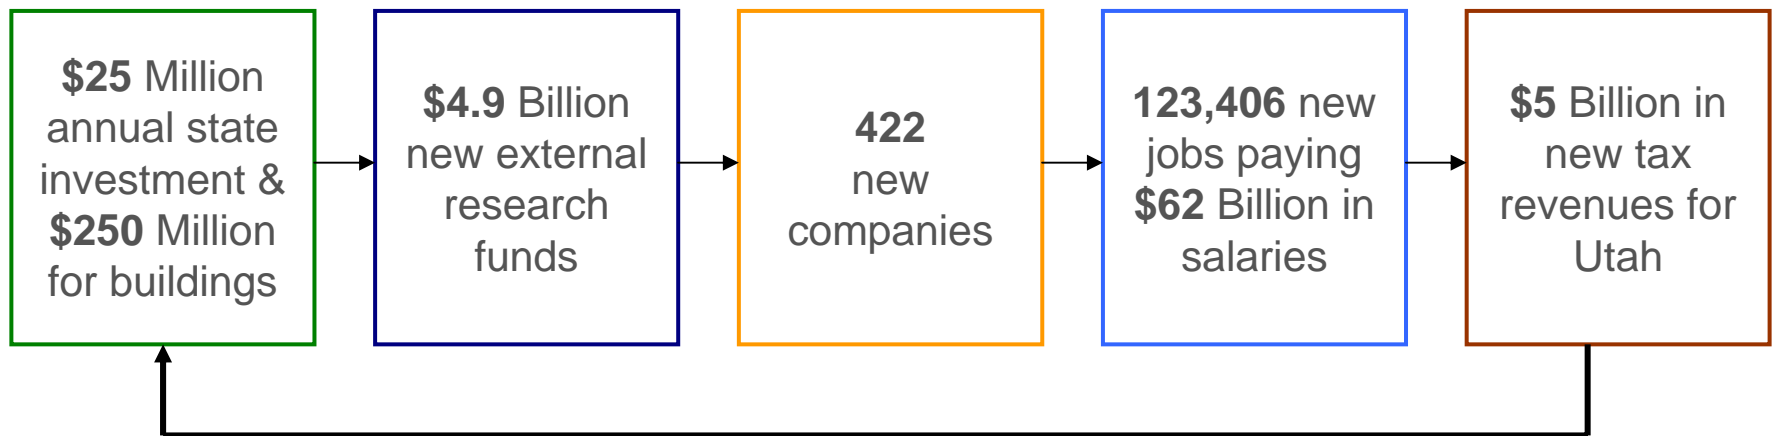 $25 Million
annual state
investment &
$250 Million
for buildings
$4.9 Billion
new external
research
funds
422
new
companies
123,406 new
jobs paying
$62 Billion in
salaries
$5 Billion in
new tax
revenues for
Utah